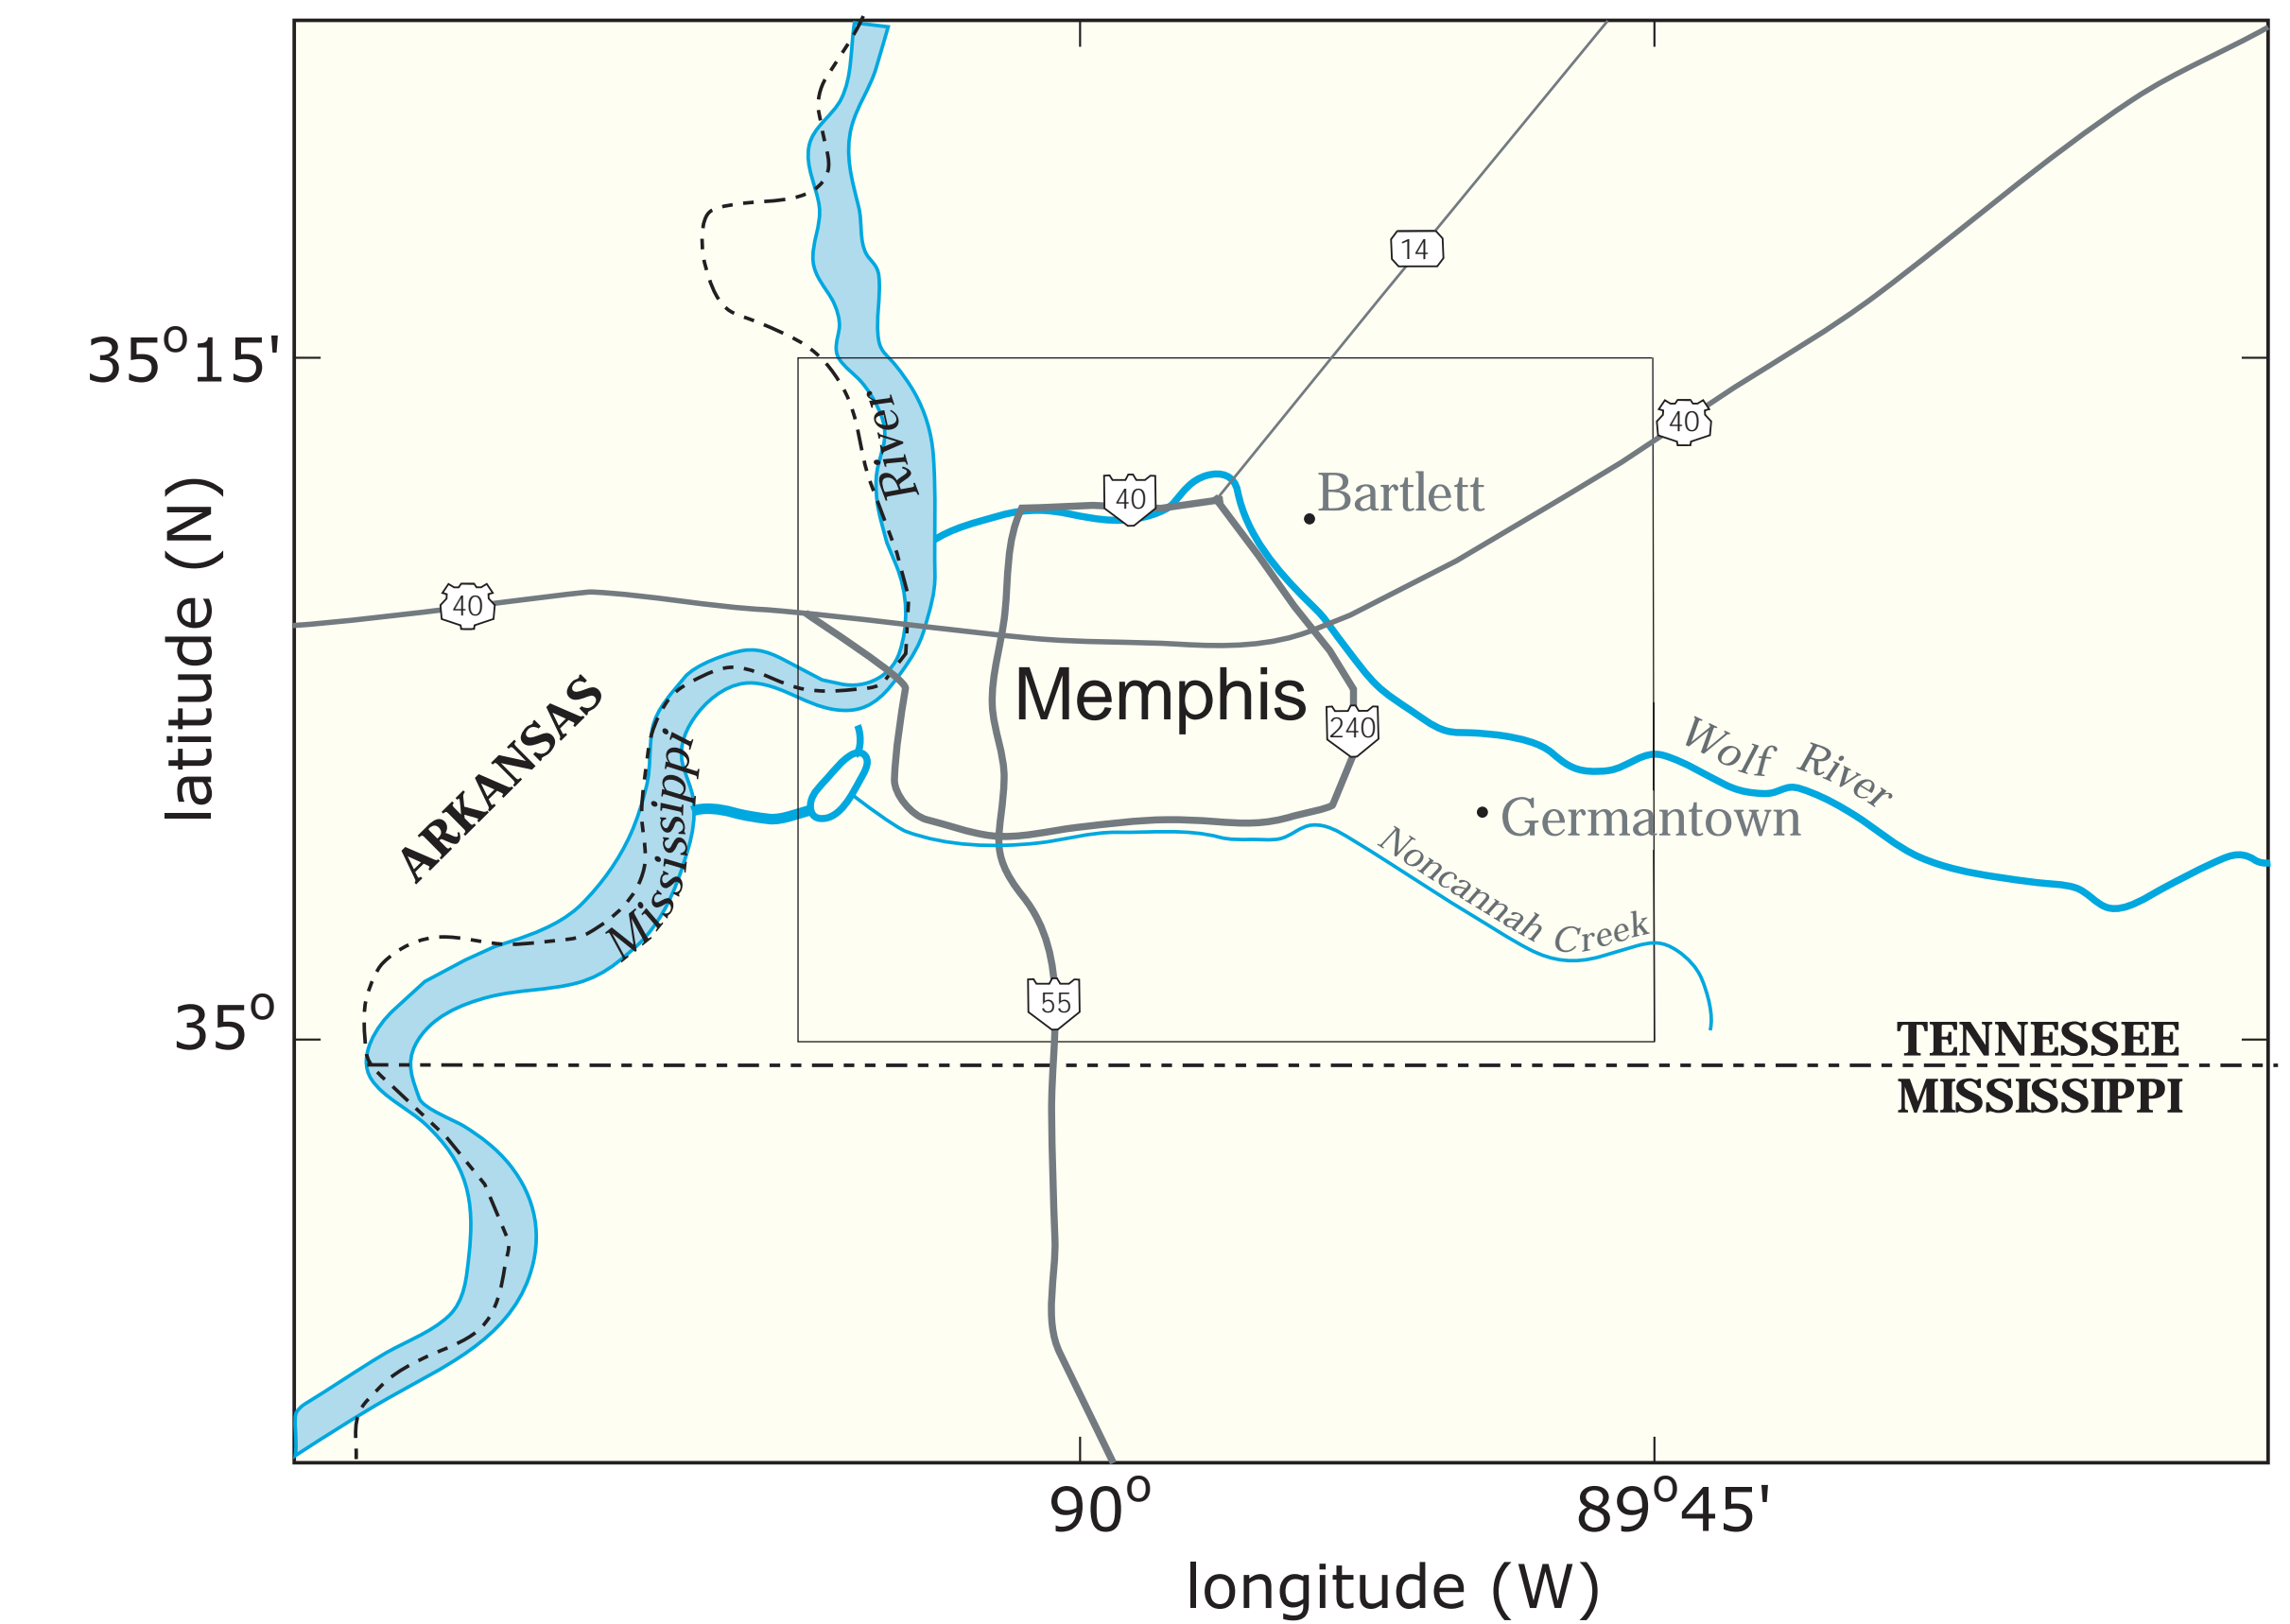 14
35°15'
40
River
40
Bartlett
latitude (N)
40
ARKANSAS
Memphis
240
Wolf River
Mississippi
Germantown
Noncannah Creek
55
35°
TENNESSEE
MISSISSIPPI
90°
89°45'
longitude (W)